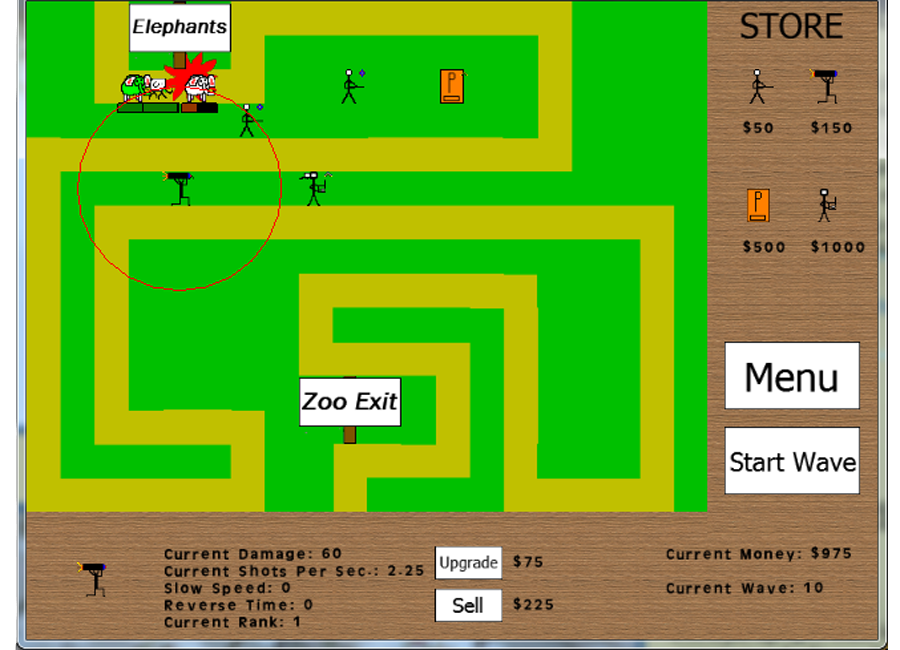 Elephants
STORE
$50 $150
P
P
$500 $1000
Zoo Exit
Menu
Start Wave
Current Damage: 60
Current Shots Per Sec.: 2.25
Slow Speed: 0
Reverse Time: 0
Current Rank: 1
Upgrade $75
Sell $225
Current Money: $975
Current Wave: 10